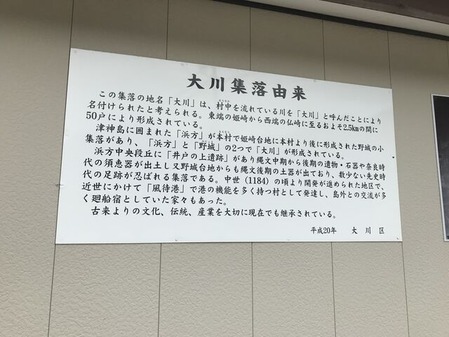 大川集落由来
この集落の地名「大川」は、村中を流れている川を「大川」と呼んだことにより
名付けられたと考えられる。東端の姫崎から西端の仏崎に至るおよそ2.5kmの間に
50戸により形成されている。
津神島に囲まれた「浜方」が本村で姫崎台地に本村より後に形成された野城の小
集落があり、「浜方」と「野城」の2つで「大川」が形成されている。
浜方中央段丘に「井戸の上遺跡」があり縄文中期から後期の遺物・石器や奈良時
代の須恵器が出土し又野城台地からも縄文後期の土器が出ており、数少ない先史時
代の足跡が忍ばれる集落である。中世（1184）の頃より開発が進められた地区で、
近世にかけて「風待港」で港の機能を多く持つ村として発達し、島外との交流が多
く廻船宿としていた家々もあった。
古来よりの文化、伝統、産業を大切に現在でも継承されている。
平成20年　大川区